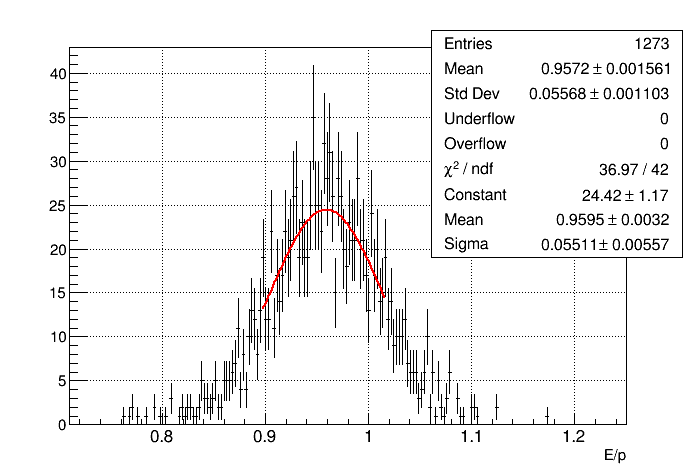 Entries 1273
Mean 0.9572 ± 0.001561
Std Dev 0.05568 ± 0.001103
Underflow 0
Overflow 0
χ² / ndf 36.97 / 42
Constant 24.42 ± 1.17
Mean 0.9595 ± 0.0032
Sigma 0.05511± 0.00557
40
35
30
25
20
15
10
5
0
0.8 0.9 1 1.1 1.2
E/p